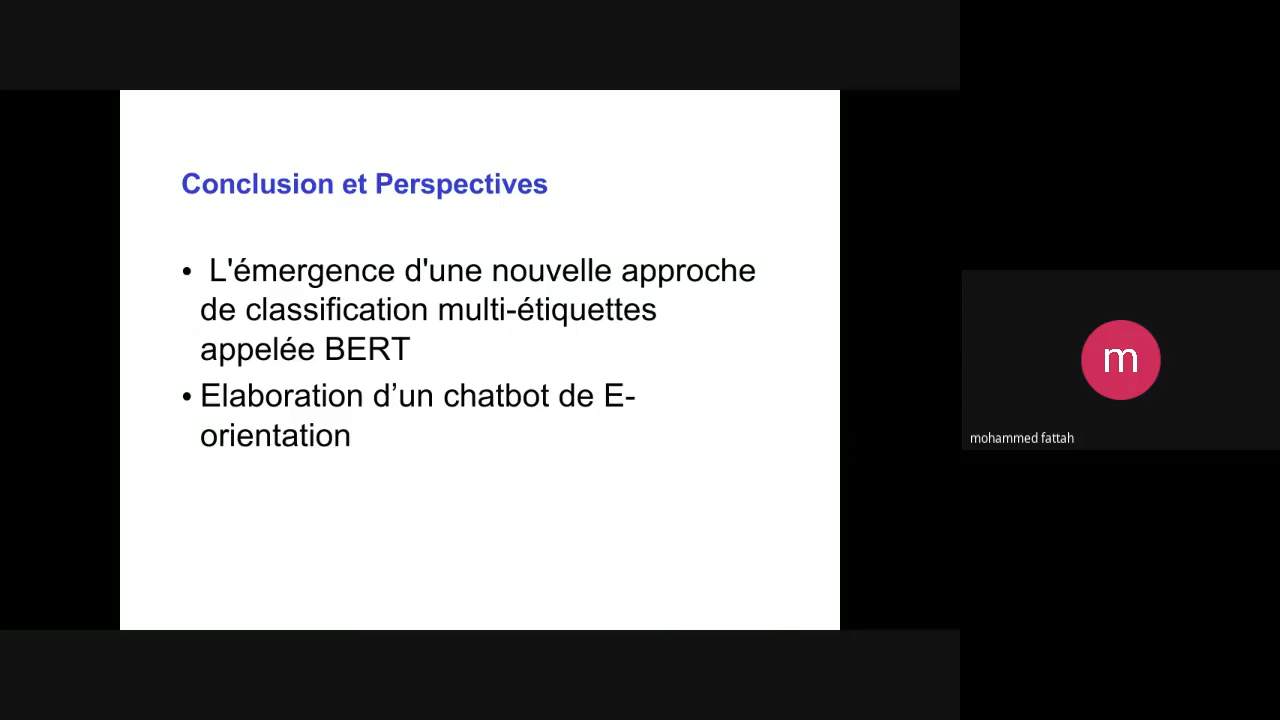 Conclusion et Perspectives
• L'émergence d'une nouvelle approche
de classification multi-étiquettes
appelée BERT
• Elaboration d’un chatbot de E-
orientation
m
mohammed fattah